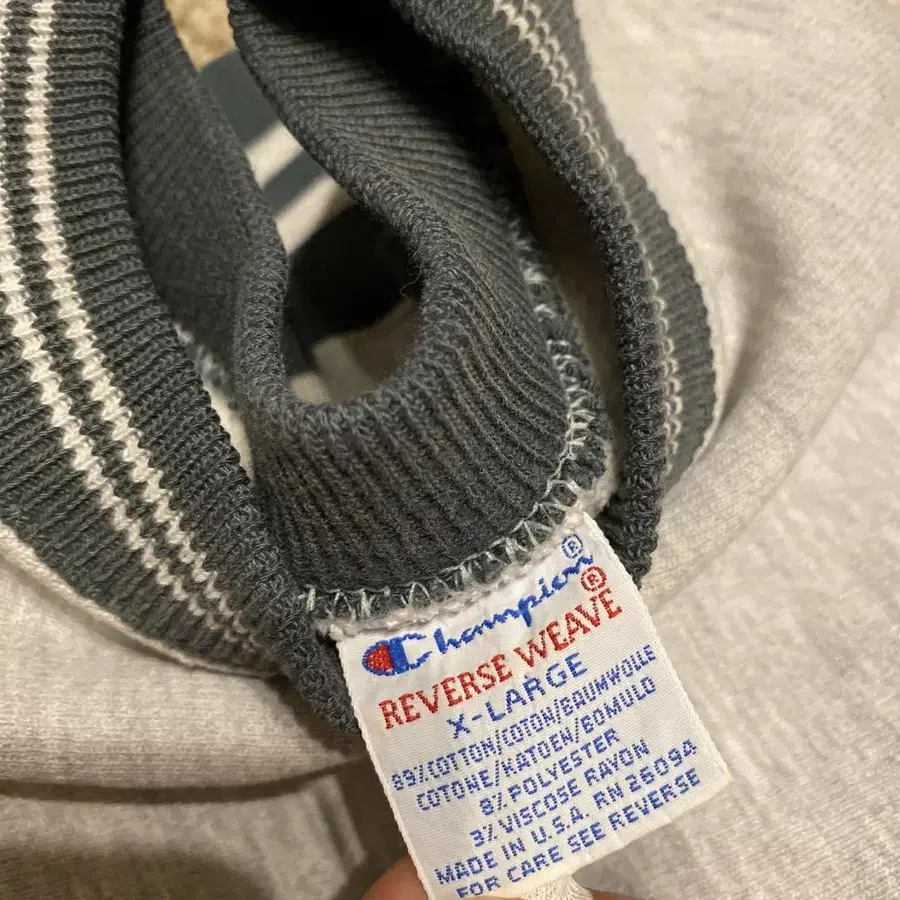 Champion®
REVERSE WEAVE®
X-LARGE
89% COTTON/COTON/BAUMWOLLE
COTONE/KATOEN/BOMULD
8% POLYESTER
3% VISCOSE RAYON
MADE IN U.S.A. RN 26094
FOR CARE SEE REVERSE